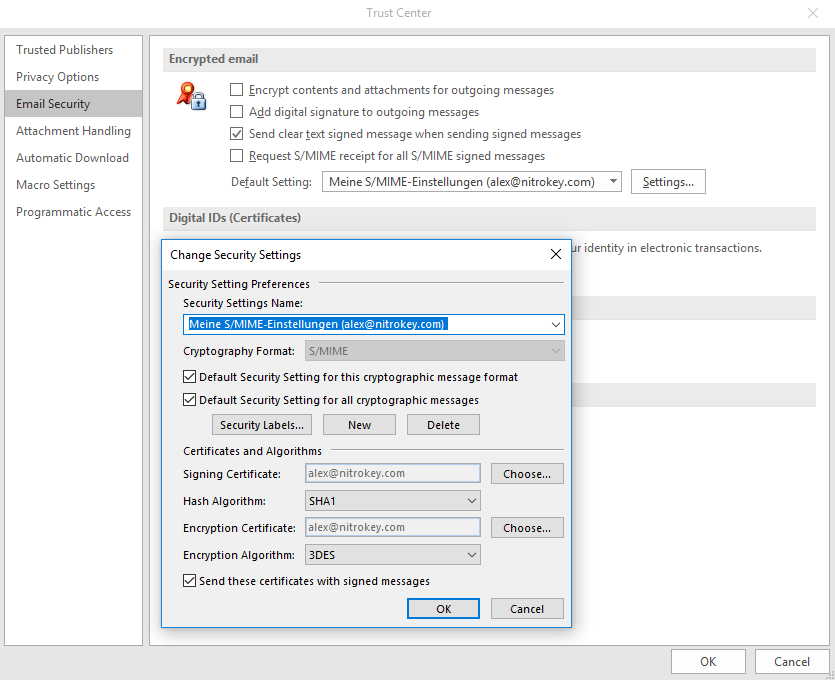 Trust Center
Trusted Publishers
Privacy Options
Email Security
Attachment Handling
Automatic Download
Macro Settings
Programmatic Access
Encrypted email
Encrypt contents and attachments for outgoing messages
Add digital signature to outgoing messages
Send clear text signed message when sending signed messages
Request S/MIME receipt for all S/MIME signed messages
Default Setting: Meine S/MIME-Einstellungen (alex@nitrokey.com) Settings...
Digital IDs (Certificates)
identity in electronic transactions.
Change Security Settings
Security Setting Preferences
Security Settings Name:
Meine S/MIME-Einstellungen (alex@nitrokey.com)
Cryptography Format: S/MIME
Default Security Setting for this cryptographic message format
Default Security Setting for all cryptographic messages
Security Labels... New Delete
Certificates and Algorithms
Signing Certificate: alex@nitrokey.com Choose...
Hash Algorithm: SHA1
Encryption Certificate: alex@nitrokey.com Choose...
Encryption Algorithm: 3DES
Send these certificates with signed messages
OK Cancel
OK Cancel